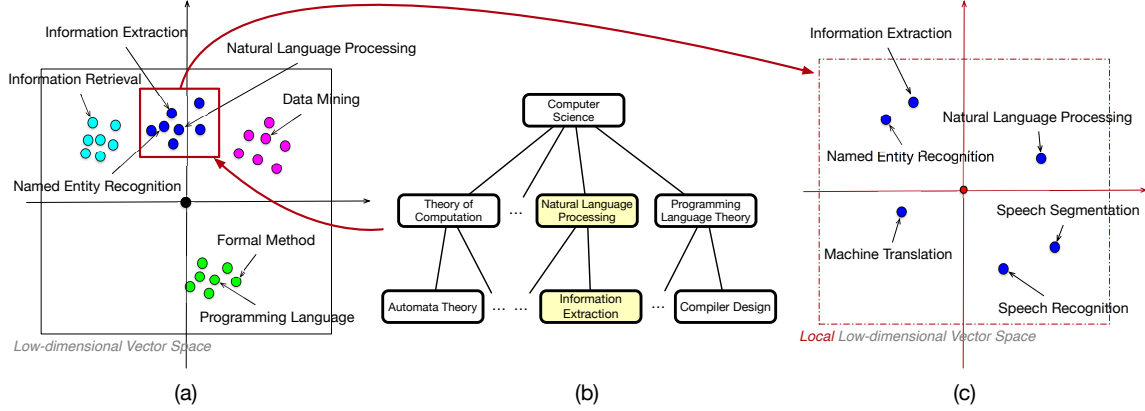 Information Extraction
Natural Language Processing
Information Retrieval
Data Mining
Named Entity Recognition
Formal Method
Programming Language
Low-dimensional Vector Space
(a)
Computer
Science
Theory of
Computation
...
Natural Language
Processing
Programming
Language Theory
Automata Theory
... ...
Information
Extraction
...
Compiler Design
(b)
Information Extraction
Natural Language Processing
Named Entity Recognition
Speech Segmentation
Machine Translation
Speech Recognition
Local Low-dimensional Vector Space
(c)